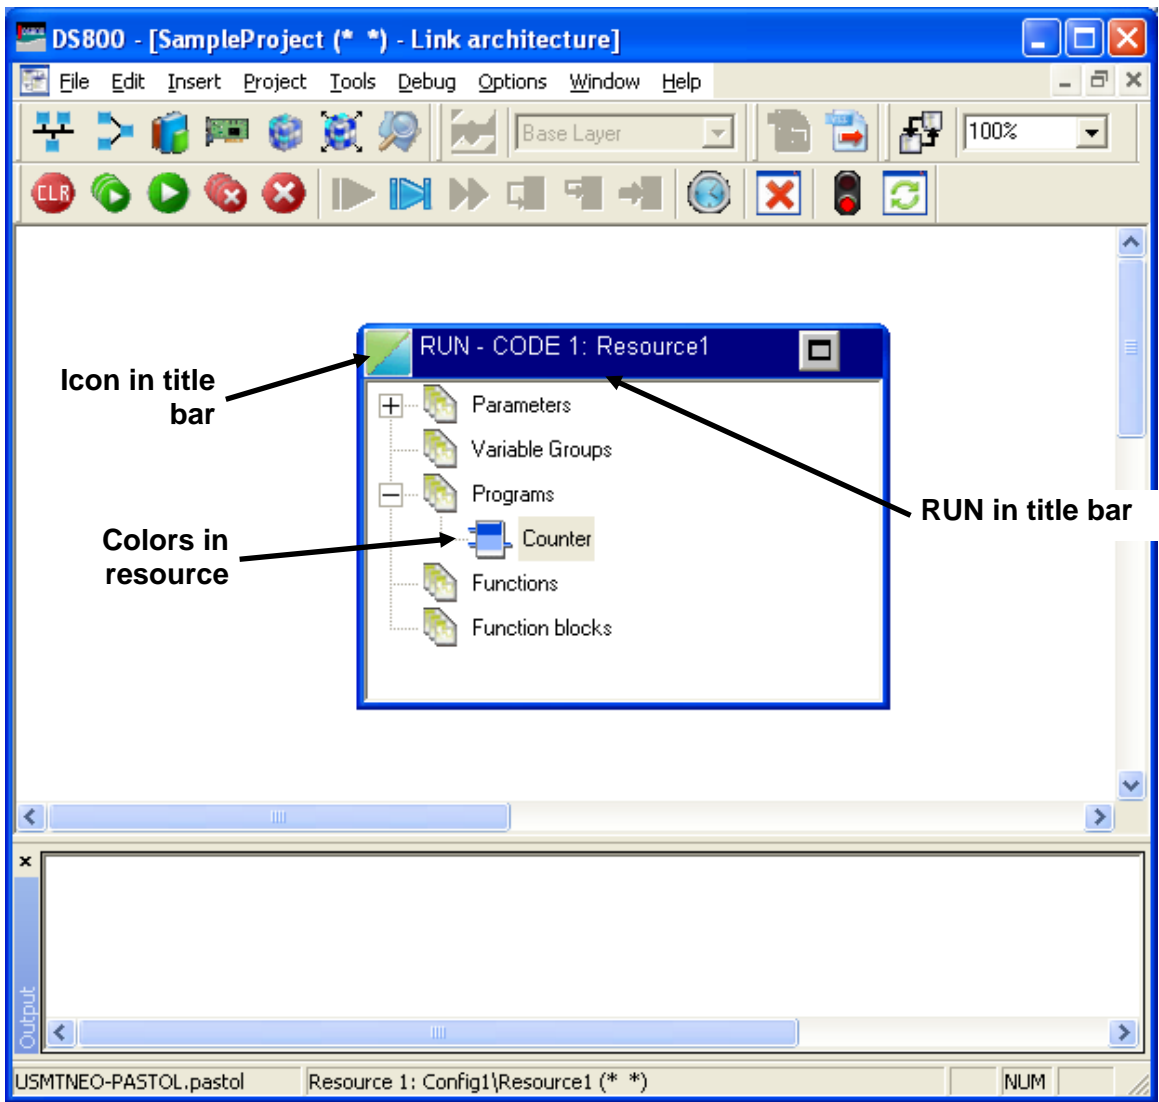 DS800 - [SampleProject (* *) - Link architecture]
File Edit Insert Project Tools Debug Options Window Help
Base Layer
100%
CLR
RUN - CODE 1: Resource1
Icon in title
bar
Parameters
Variable Groups
Programs
RUN in title bar
Counter
Colors in
resource
Functions
Function blocks
Output
USMTNEO-PASTOL.pastol Resource 1: Config1\Resource1 (* *) NUM